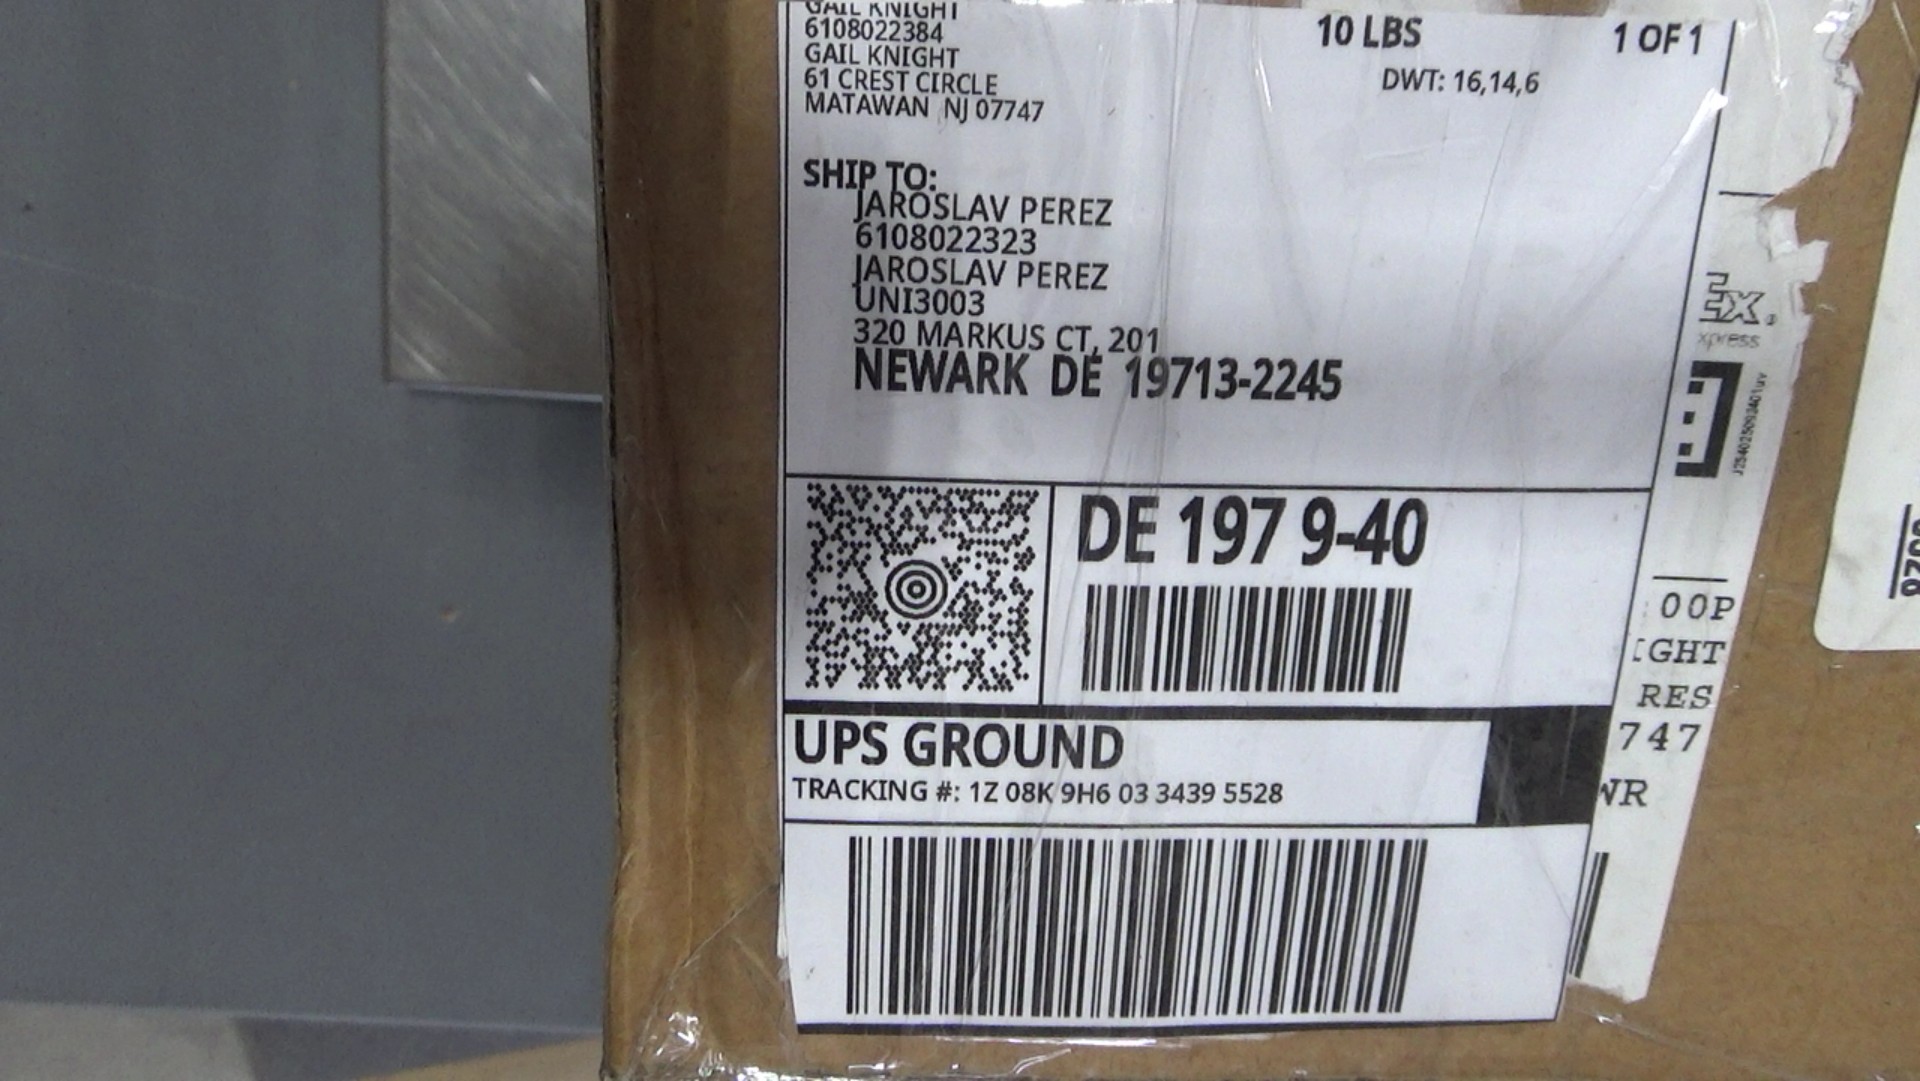 GAIL KNIGHT
6108022384
GAIL KNIGHT
61 CREST CIRCLE
MATAWAN NJ 07747
10 LBS
1 OF 1
DWT: 16,14,6
SHIP TO:
JAROSLAV PEREZ
6108022323
JAROSLAV PEREZ
UNI3003
320 MARKUS CT, 201
NEWARK DE 19713-2245
DE 197 9-40
UPS GROUND
TRACKING #: 1Z 08K 9H6 03 3439 5528
Ex
xpress
00P
IGHT
RES
747
WR